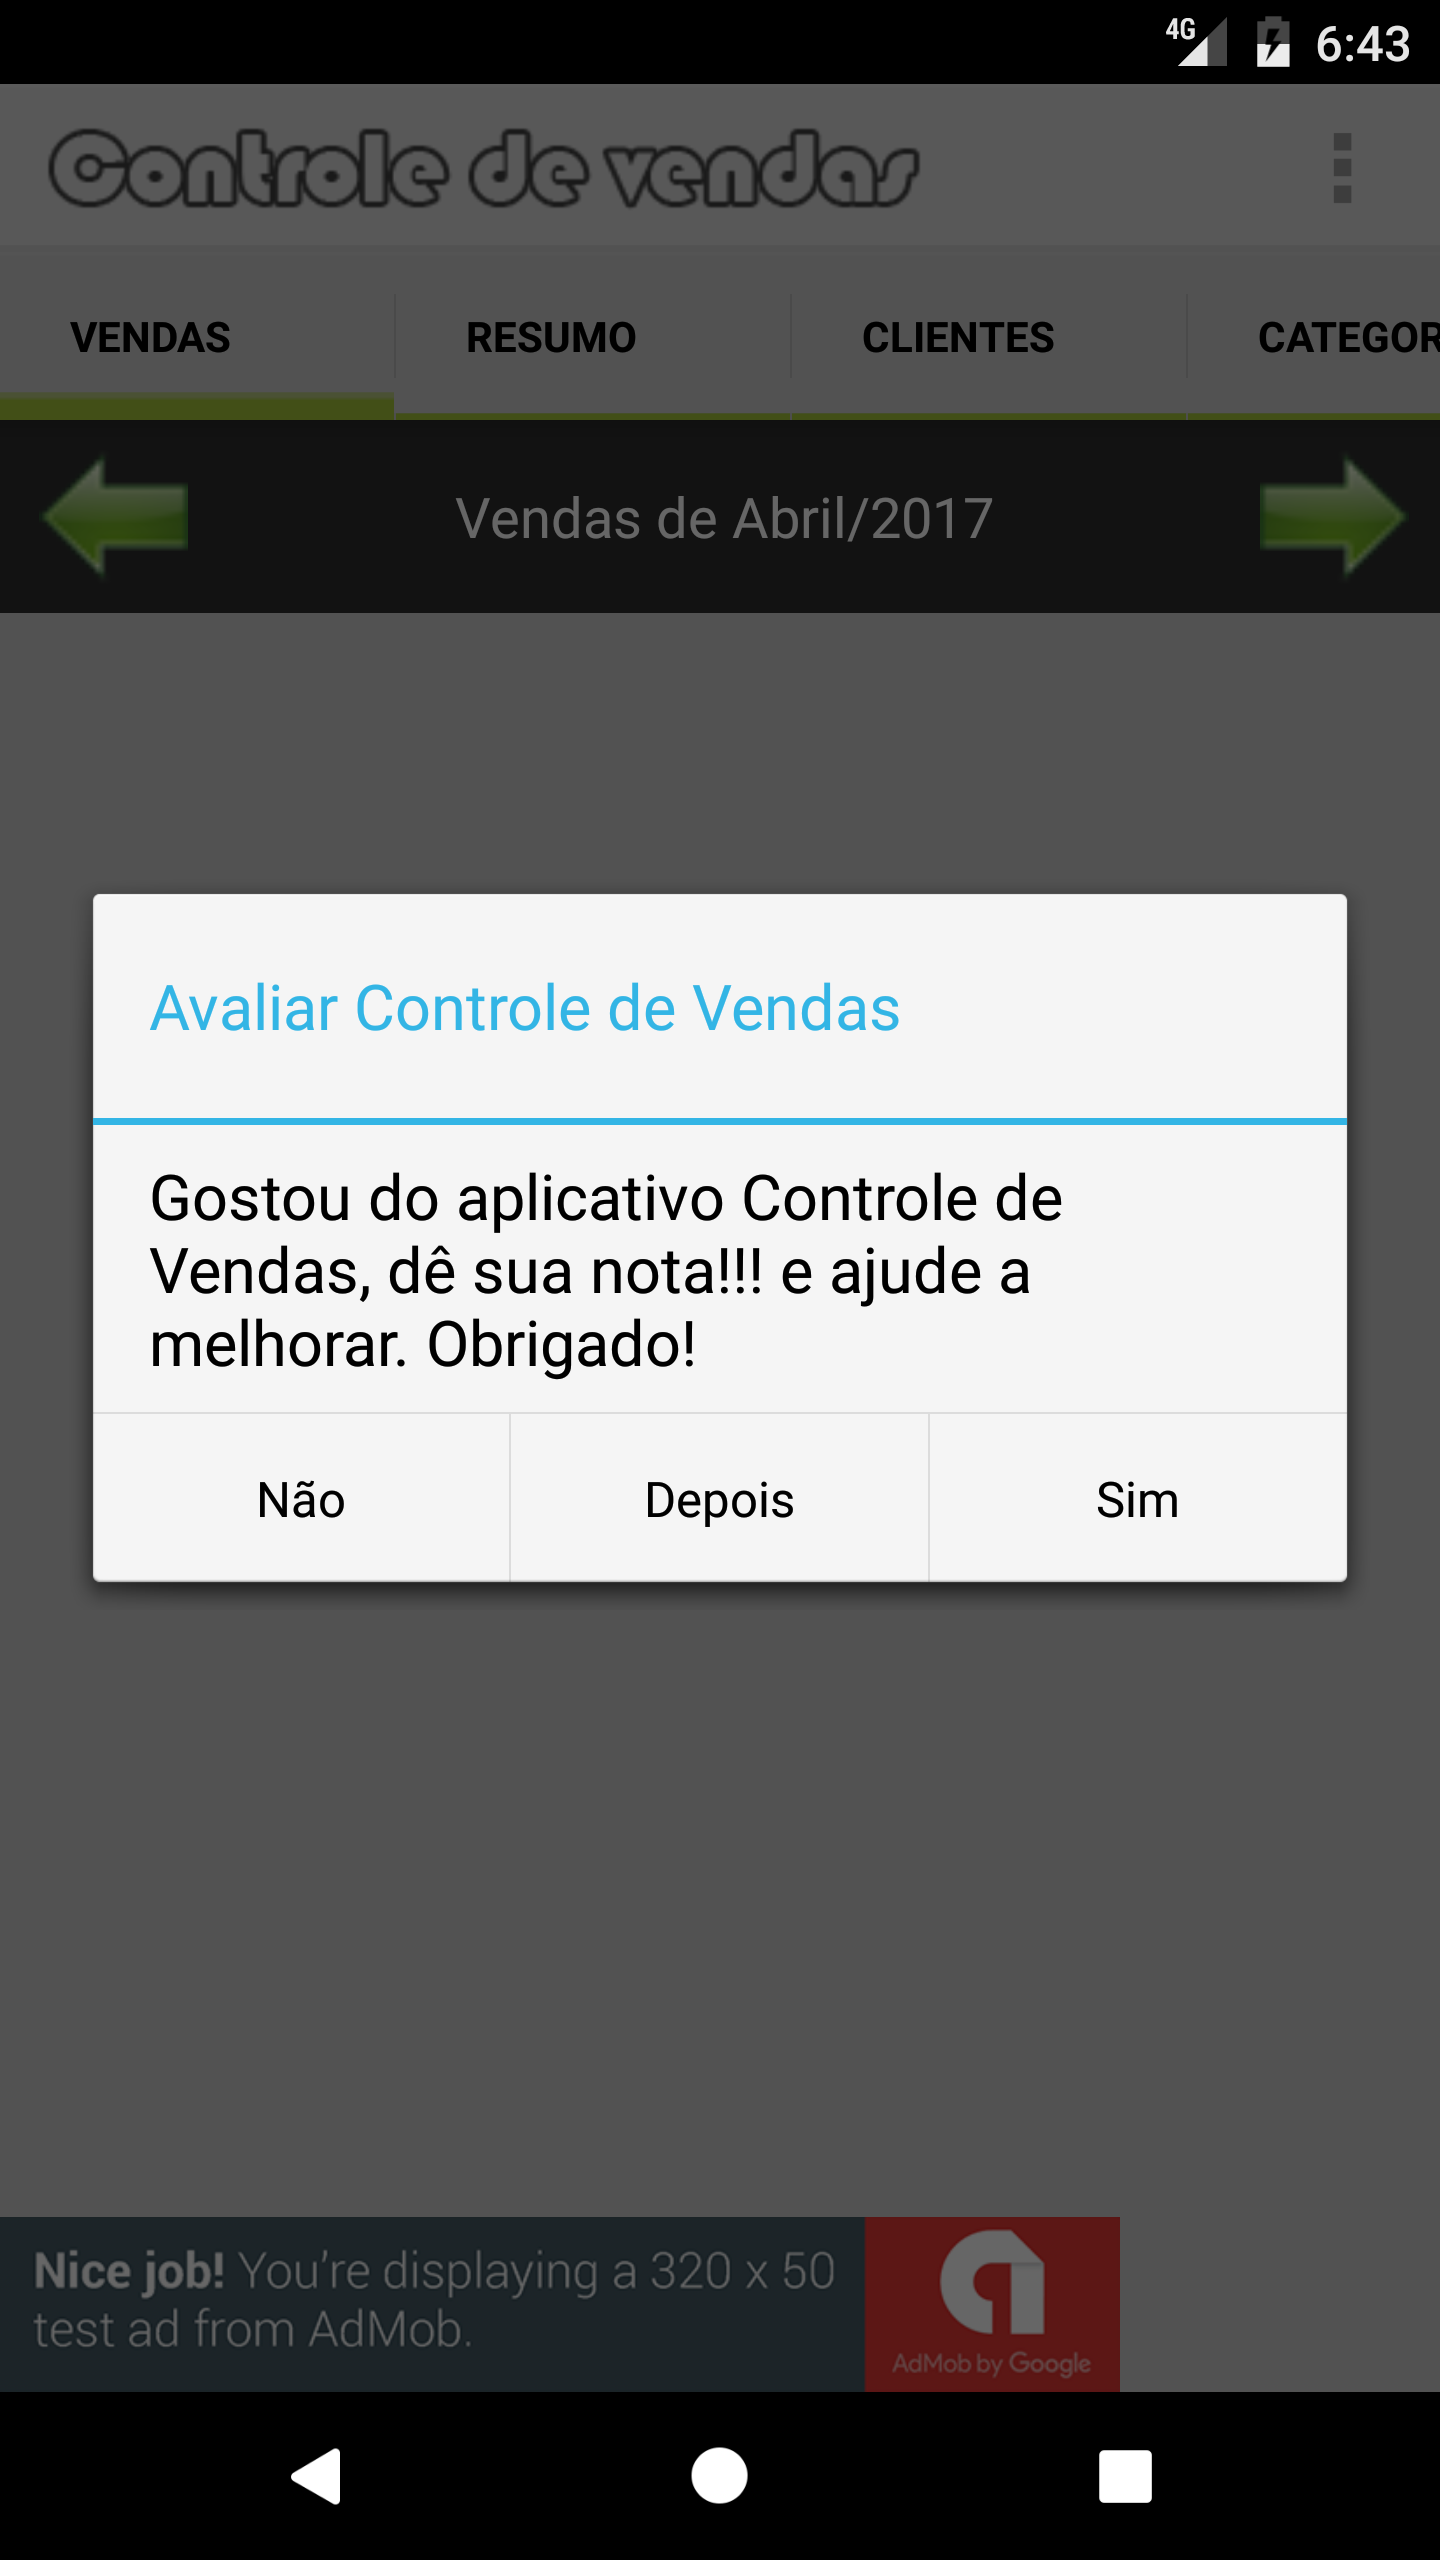 4G 6:43
Controle de vendas
VENDAS RESUMO CLIENTES CATEGOR
Vendas de Abril/2017
Avaliar Controle de Vendas
Gostou do aplicativo Controle de
Vendas, dê sua nota!!! e ajude a
melhorar. Obrigado!
Não Depois Sim
Nice job! You're displaying a 320 x 50
test ad from AdMob.
AdMob by Google